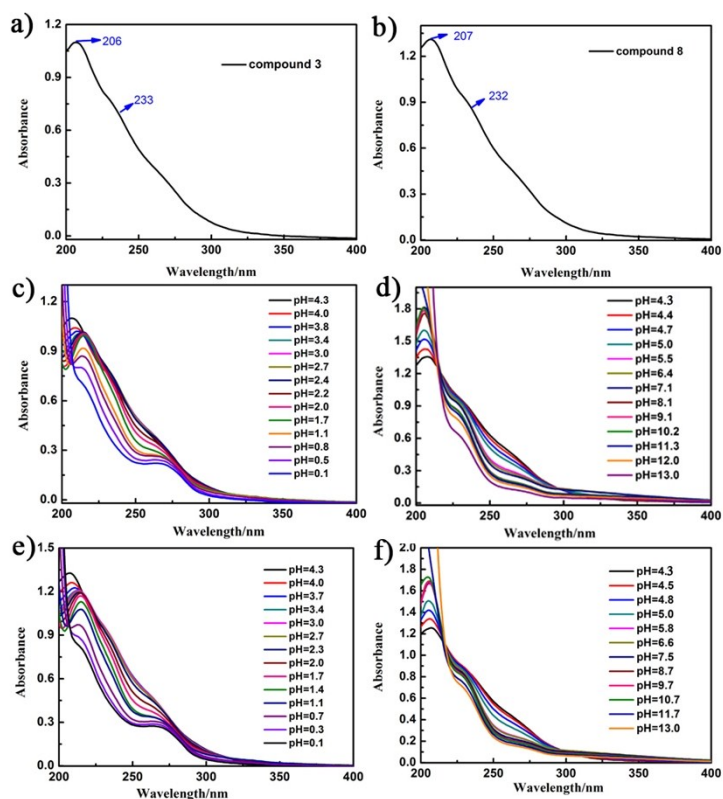 a)
206
233
compound 3
Absorbance
1.2
0.9
0.6
0.3
0.0
200 250 300 350 400
Wavelength/nm
b)
207
232
compound 8
Absorbance
1.2
0.9
0.6
0.3
0.0
200 250 300 350 400
Wavelength/nm
c)
Absorbance
1.2
0.9
0.6
0.3
0.0
pH=4.3
pH=4.0
pH=3.8
pH=3.4
pH=3.0
pH=2.7
pH=2.4
pH=2.2
pH=2.0
pH=1.7
pH=1.1
pH=0.8
pH=0.5
pH=0.1
200 250 300 350 400
Wavelength/nm
d)
Absorbance
1.8
1.5
1.2
0.9
0.6
0.3
0.0
pH=4.3
pH=4.4
pH=4.7
pH=5.0
pH=5.5
pH=6.4
pH=7.1
pH=8.1
pH=9.1
pH=10.2
pH=11.3
pH=12.0
pH=13.0
200 250 300 350 400
Wavelength/nm
e)
Absorbance
1.5
1.2
0.9
0.6
0.3
0.0
pH=4.3
pH=4.0
pH=3.7
pH=3.4
pH=3.0
pH=2.7
pH=2.3
pH=2.0
pH=1.7
pH=1.4
pH=1.1
pH=0.7
pH=0.3
pH=0.1
200 250 300 350 400
Wavelength/nm
f)
Absorbance
2.0
1.8
1.6
1.4
1.2
1.0
0.8
0.6
0.4
0.2
0.0
pH=4.3
pH=4.5
pH=4.8
pH=5.0
pH=5.8
pH=6.6
pH=7.5
pH=8.7
pH=9.7
pH=10.7
pH=11.7
pH=13.0
200 250 300 350 400
Wavelength/nm